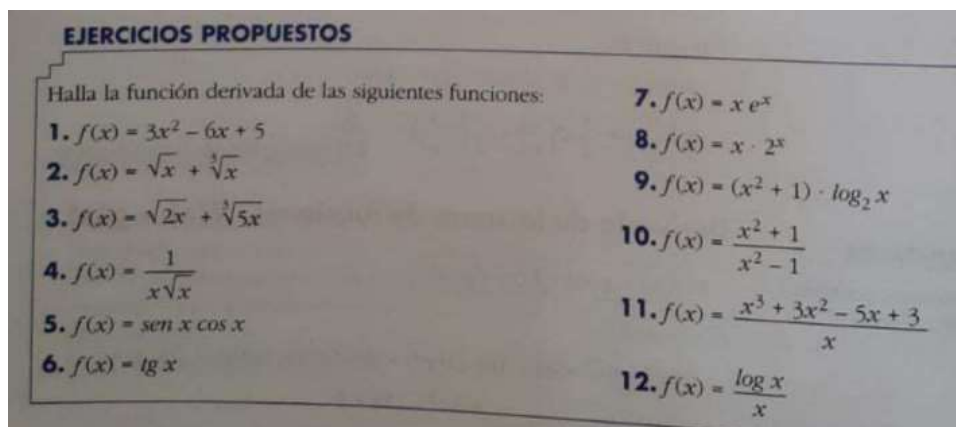 EJERCICIOS PROPUESTOS
Halla la función derivada de las siguientes funciones:
1. f(x) = 3x² – 6x + 5
2. f(x) = √x + ∛x
3. f(x) = √2x + ∛5x
4. f(x) = 1 / x√x
5. f(x) = sen x cos x
6. f(x) = tg x
7. f(x) = x eˣ
8. f(x) = x · 2ˣ
9. f(x) = (x² + 1) · log₂ x
10. f(x) = x² + 1 / x² – 1
11. f(x) = x³ + 3x² – 5x + 3 / x
12. f(x) = log x / x